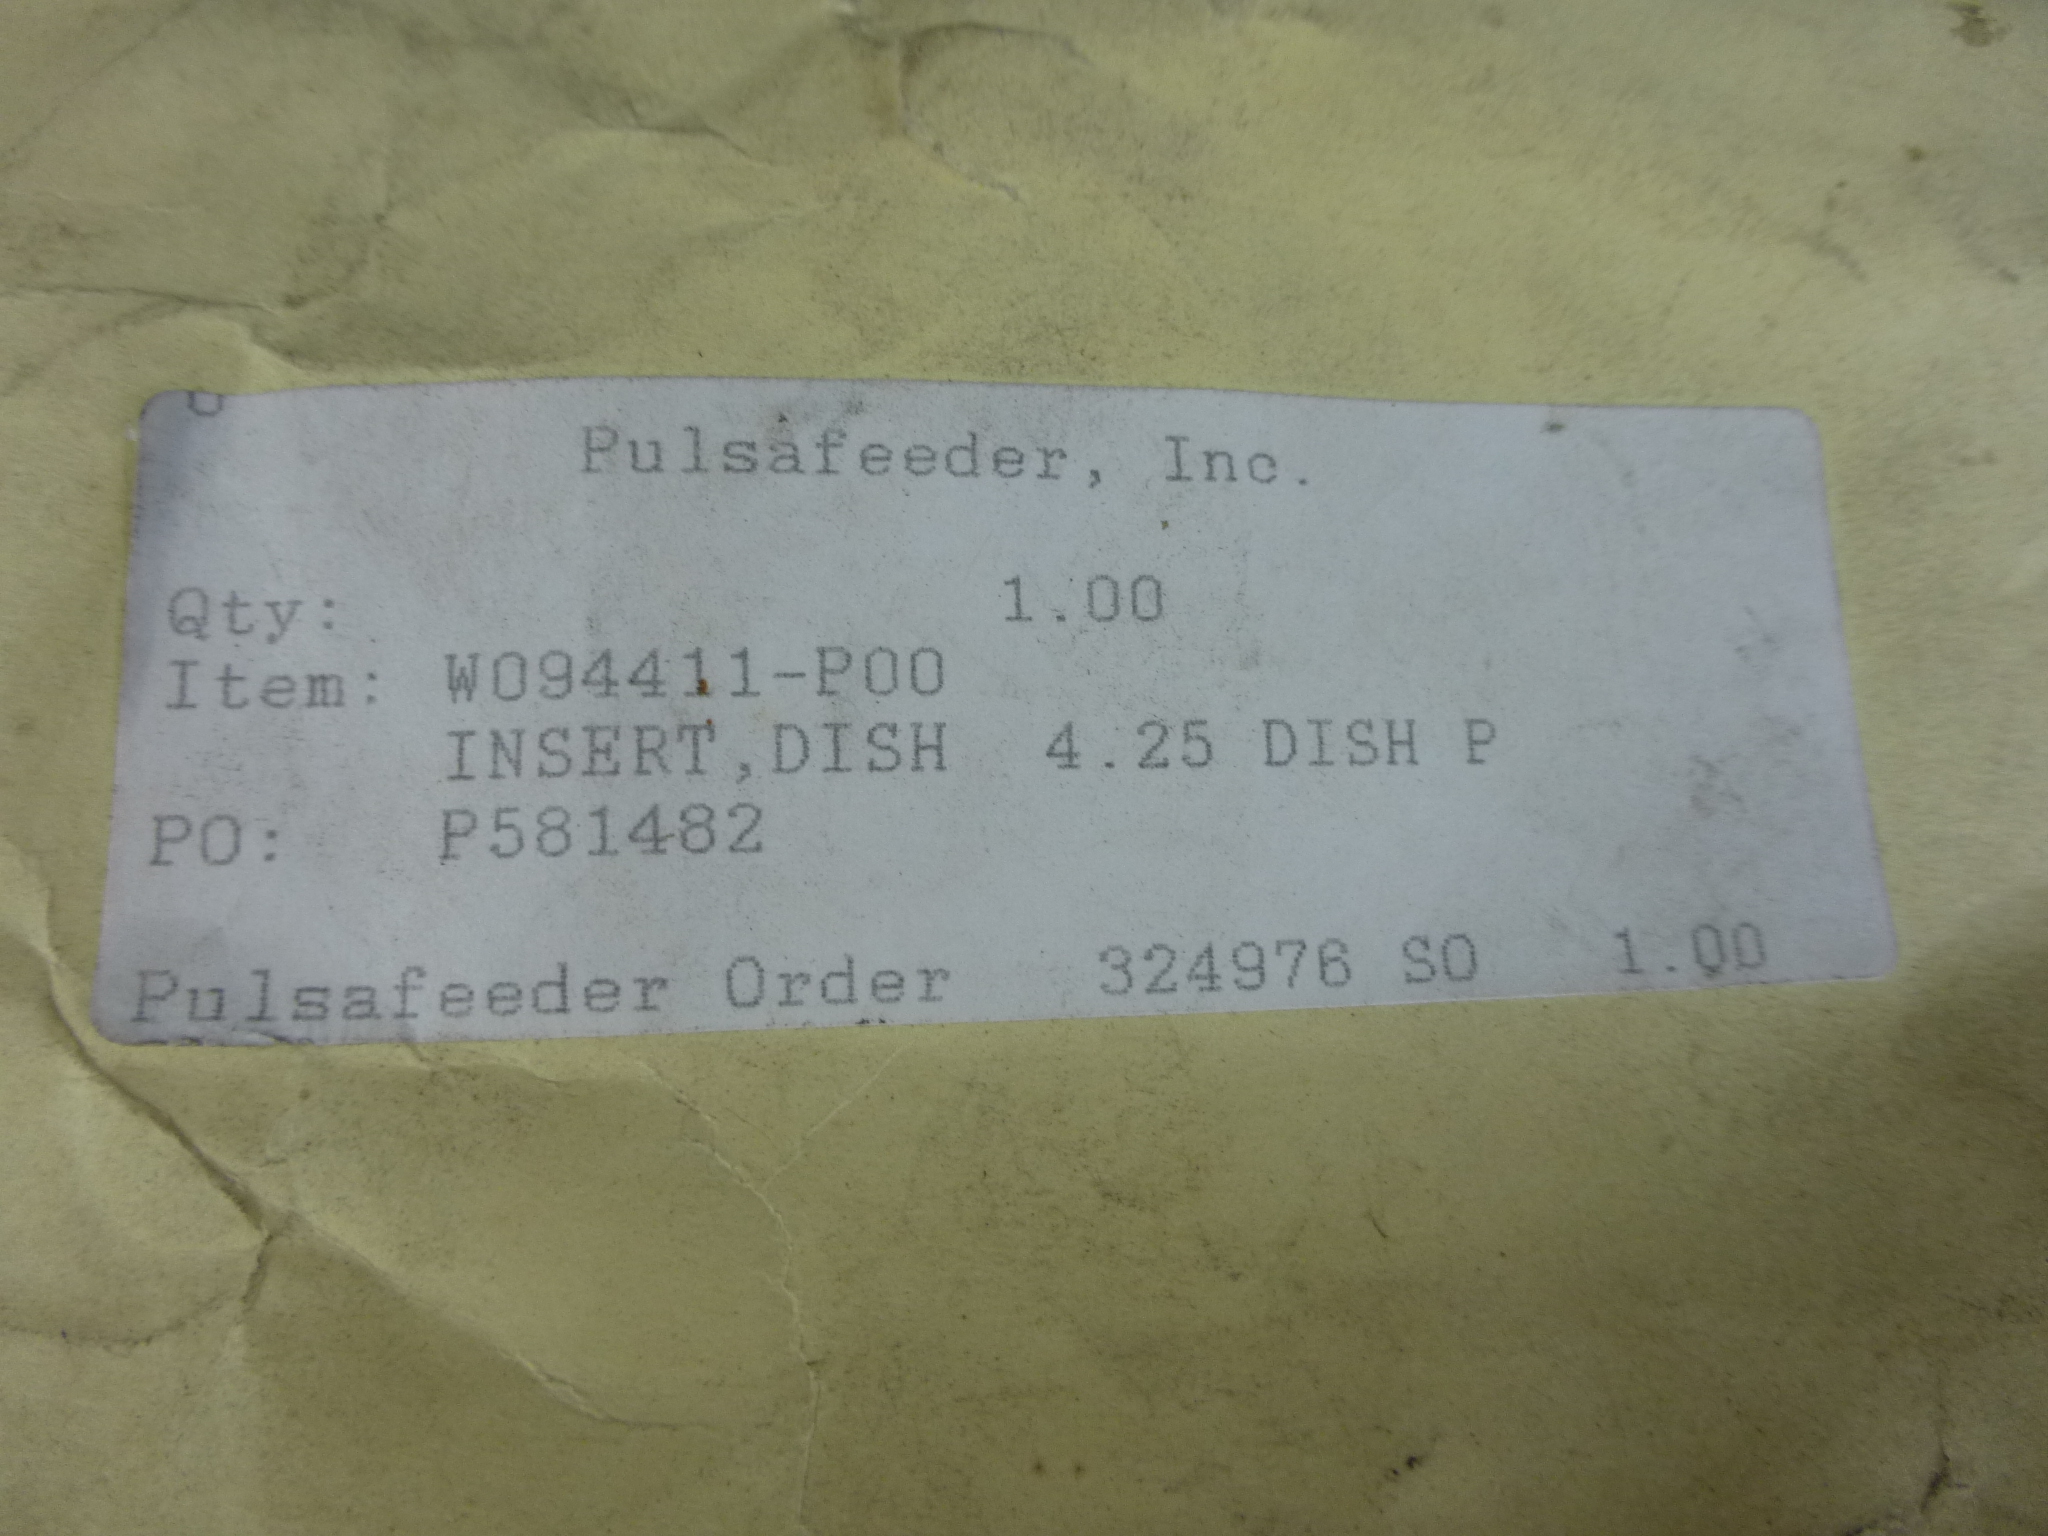 Pulsafeeder, Inc.
Qty: 1.00
Item: W094411-P00
INSERT,DISH 4.25 DISH P
PO: P581482
Pulsafeeder Order 324976 SO 1.00